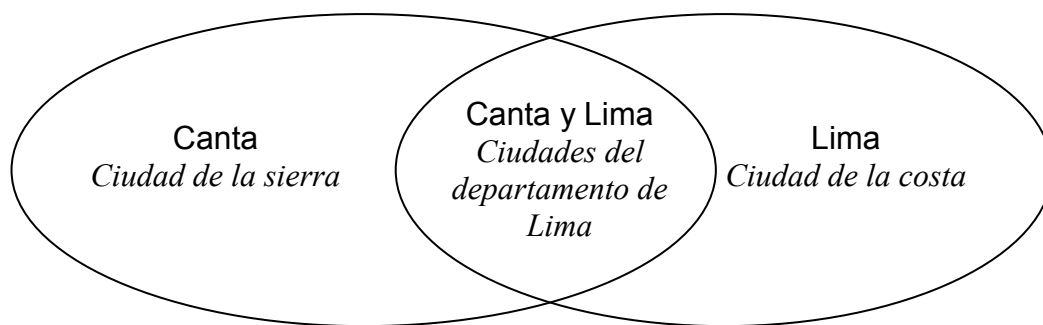 Canta
Ciudad de la sierra
Canta y Lima
Ciudades del
departamento de
Lima
Lima
Ciudad de la costa